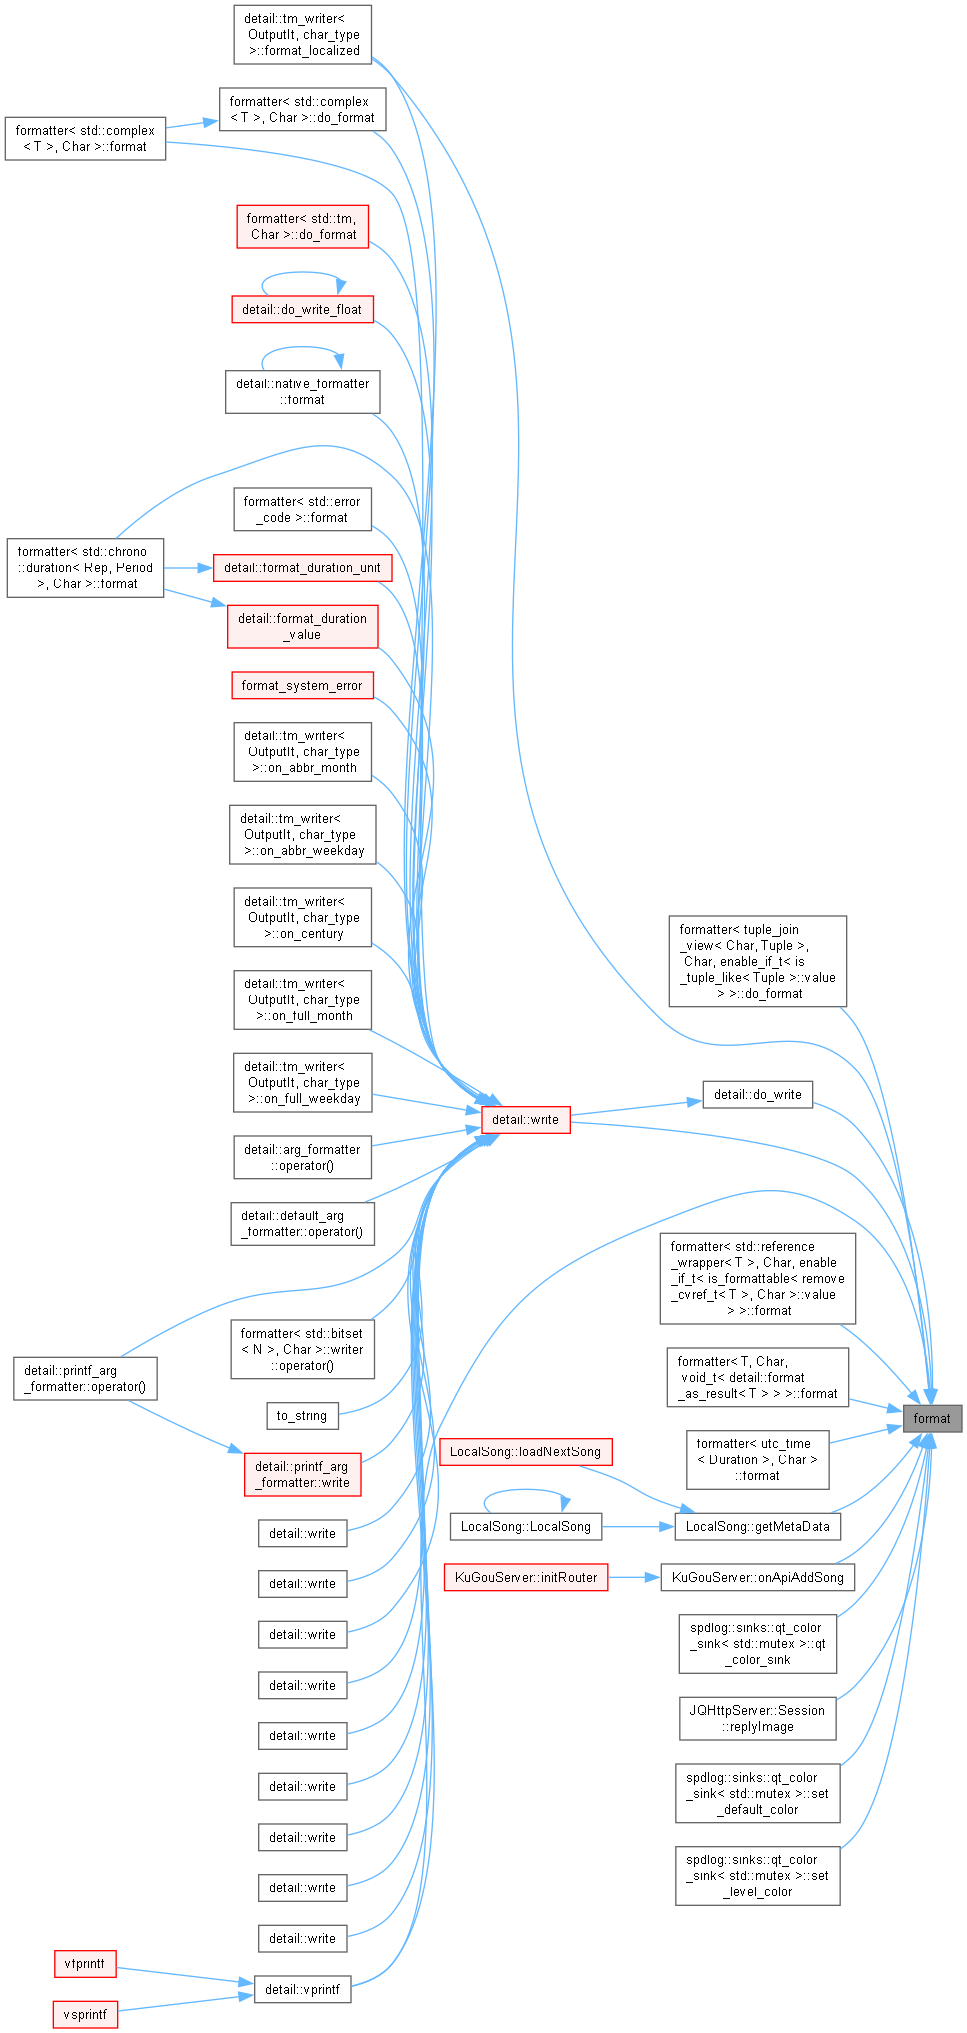 detail::tm_writer<
OutputIt, char_type
>::format_localized
formatter< std::complex
< T >, Char >::do_format
formatter< std::complex
< T >, Char >::format
formatter< std::tm,
Char >::do_format
detail::do_write_float
detail::native_formatter
::format
formatter< std::error
_code >::format
formatter< std::chrono
::duration< Rep, Period
>, Char >::format
detail::format_duration_unit
detail::format_duration
_value
format_system_error
detail::tm_writer<
OutputIt, char_type
>::on_abbr_month
detail::tm_writer<
OutputIt, char_type
>::on_abbr_weekday
detail::tm_writer<
OutputIt, char_type
>::on_century
detail::tm_writer<
OutputIt, char_type
>::on_full_month
detail::tm_writer<
OutputIt, char_type
>::on_full_weekday
detail::arg_formatter
::operator()
detail::default_arg
_formatter::operator()
formatter< std::bitset
< N >, Char >::writer
::operator()
detail::printf_arg
_formatter::operator()
to_string
detail::printf_arg
_formatter::write
detail::write
detail::write
detail::write
detail::write
detail::write
detail::write
detail::write
detail::write
detail::write
vfprintf
vsprintf
detail::vprintf
detail::write
formatter< tuple_join
_view< Char, Tuple >,
Char, enable_if_t< is
_tuple_like< Tuple >::value
> >::do_format
detail::do_write
formatter< std::reference
_wrapper< T >, Char, enable
_if_t< is_formattable< remove
_cvref_t< T >, Char >::value
> >::format
formatter< T, Char,
void_t< detail::format
_as_result< T > > >::format
format
formatter< utc_time
< Duration >, Char >
::format
LocalSong::loadNextSong
LocalSong::LocalSong
LocalSong::getMetaData
KuGouServer::initRouter
KuGouServer::onApiAddSong
spdlog::sinks::qt_color
_sink< std::mutex >::qt
_color_sink
JQHttpServer::Session
::replyImage
spdlog::sinks::qt_color
_sink< std::mutex >::set
_default_color
spdlog::sinks::qt_color
_sink< std::mutex >::set
_level_color